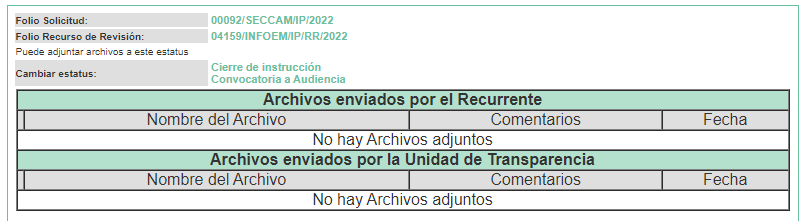 Folio Solicitud: 00092/SECCAM/IP/2022
Folio Recurso de Revisión: 04159/INFOEM/IP/RR/2022
Puede adjuntar archivos a este estatus
Cambiar estatus: Cierre de instrucción
Convocatoria a Audiencia
Archivos enviados por el Recurrente
Nombre del Archivo Comentarios Fecha
No hay Archivos adjuntos
Archivos enviados por la Unidad de Transparencia
Nombre del Archivo Comentarios Fecha
No hay Archivos adjuntos